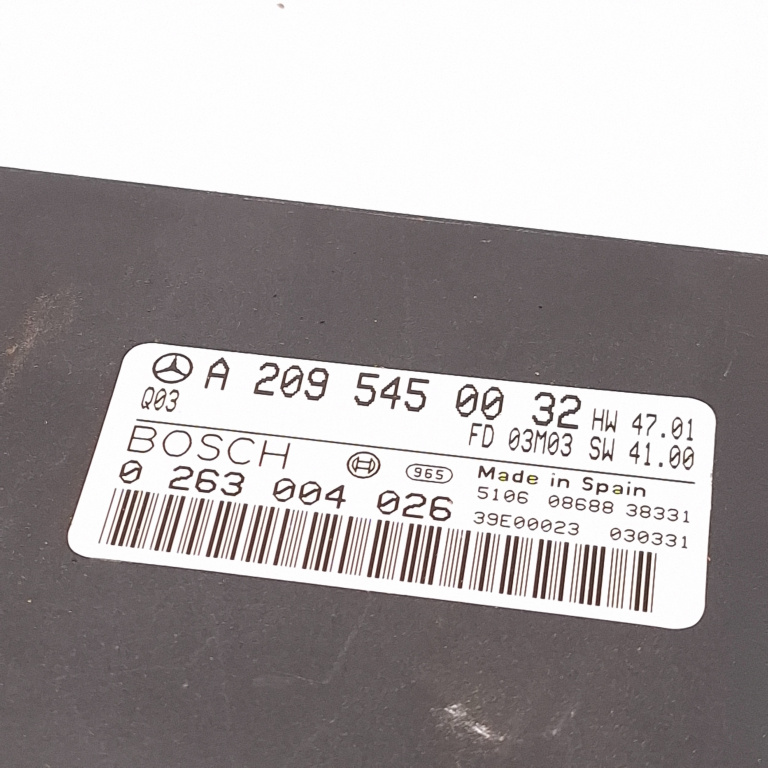 A 209 545 00 32 HW 47.01
Q03 FD 03M03 SW 41.00
BOSCH 965 Made in Spain
0 263 004 026 5106 08688 38331
39E00023 030331